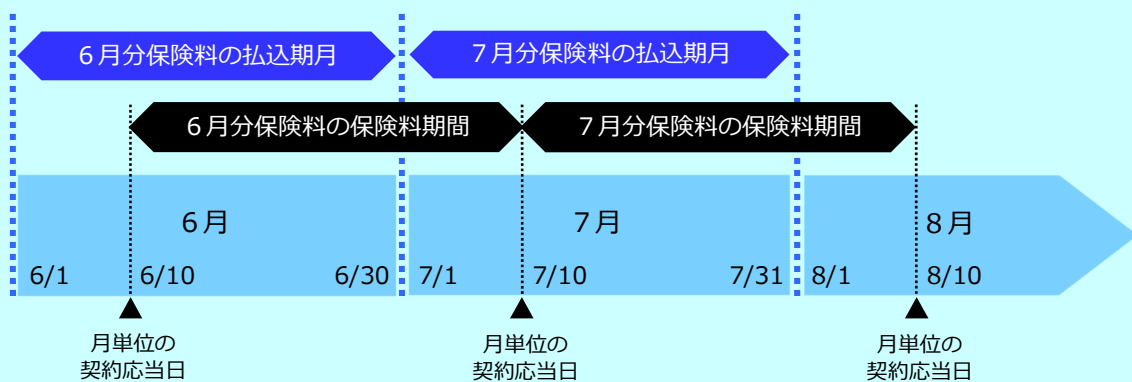 ６月分保険料の払込期月
７月分保険料の払込期月
６月分保険料の保険料期間
７月分保険料の保険料期間
６月
７月
８月
6/1
6/10
6/30
7/1
7/10
7/31
8/1
8/10
月単位の
契約応当日
月単位の
契約応当日
月単位の
契約応当日